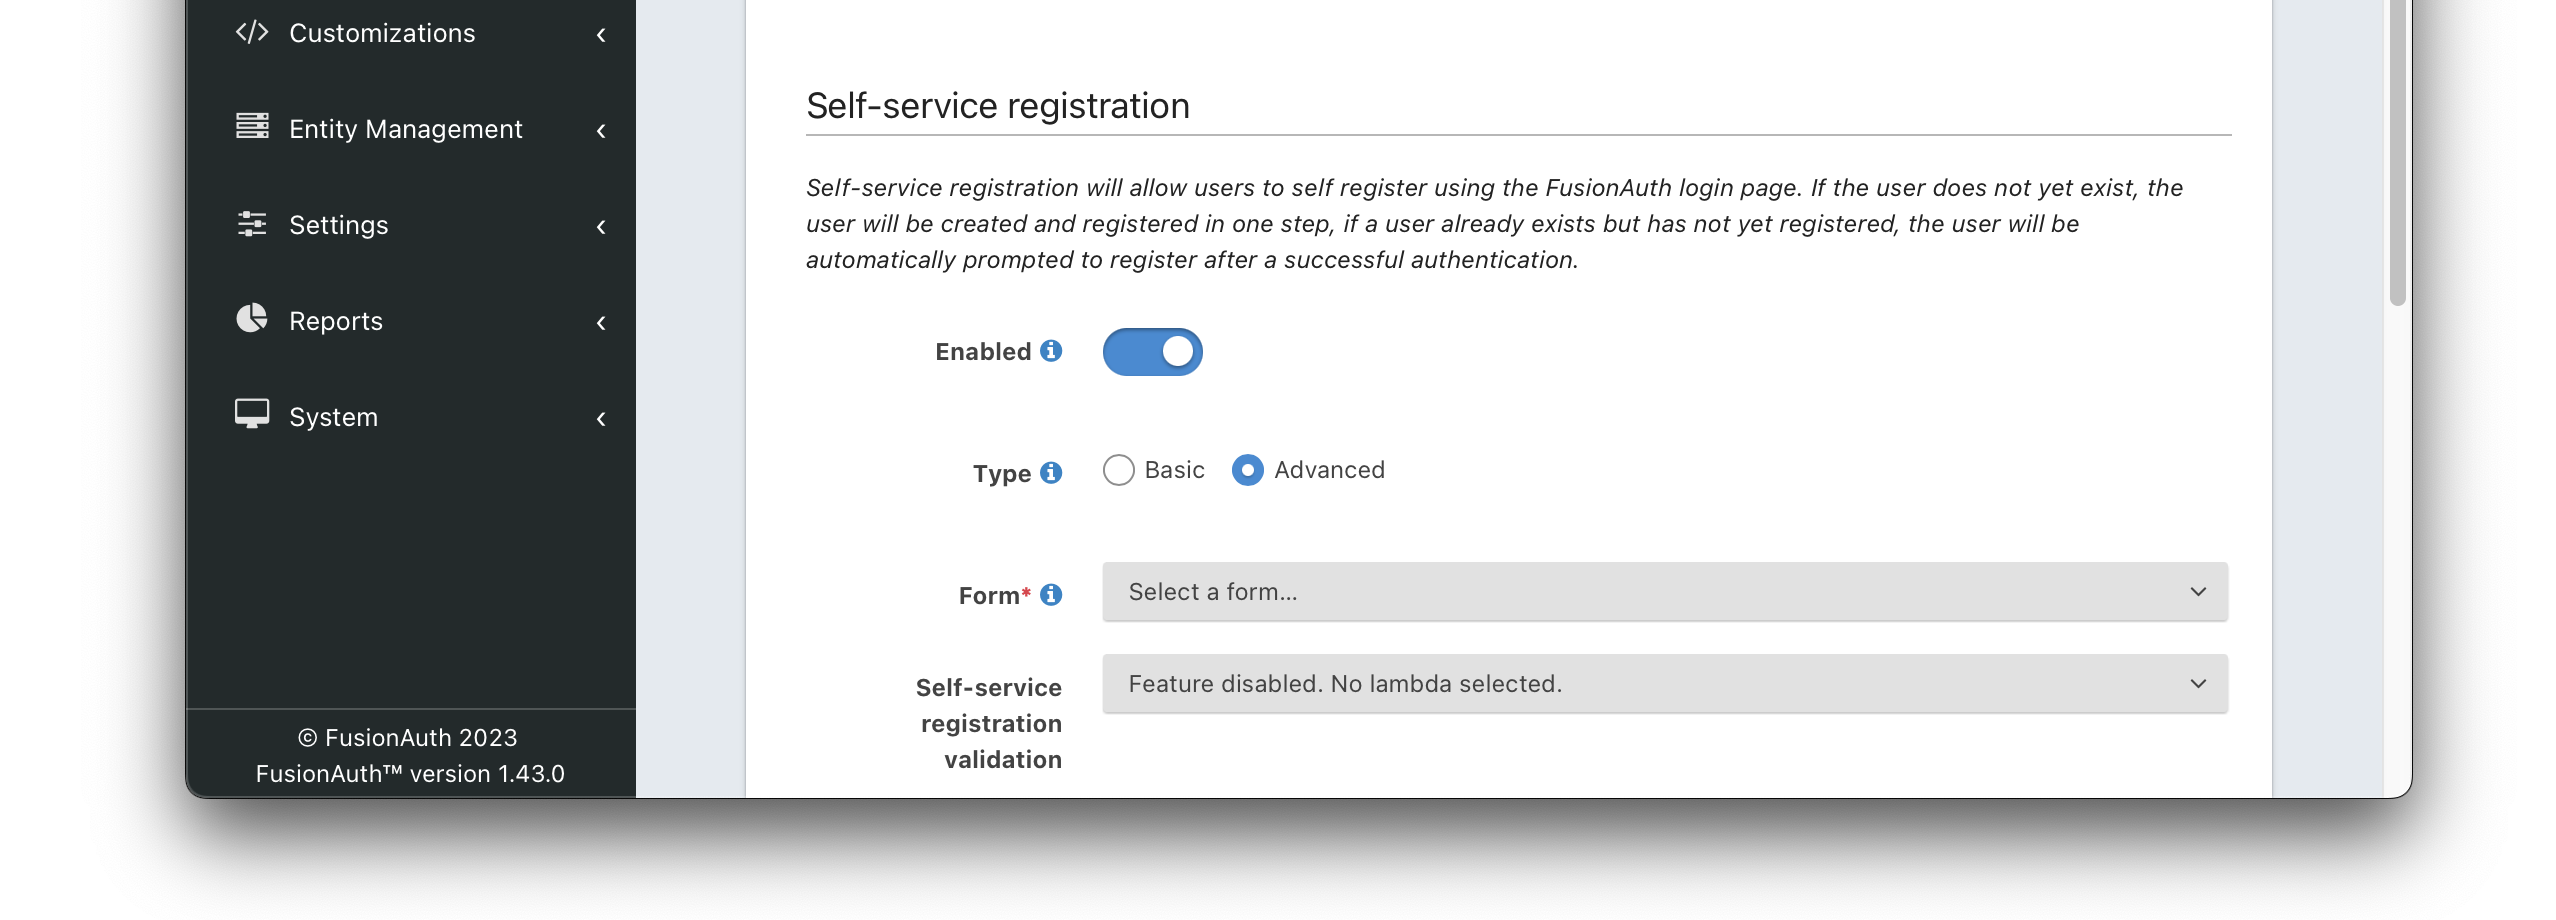 Customizations
Entity Management
Settings
Reports
System
© FusionAuth 2023
FusionAuth™ version 1.43.0
Self-service registration
Self-service registration will allow users to self register using the FusionAuth login page. If the user does not yet exist, the
user will be created and registered in one step, if a user already exists but has not yet registered, the user will be
automatically prompted to register after a successful authentication.
Enabled
Type Basic Advanced
Form* Select a form...
Self-service Feature disabled. No lambda selected.
registration
validation